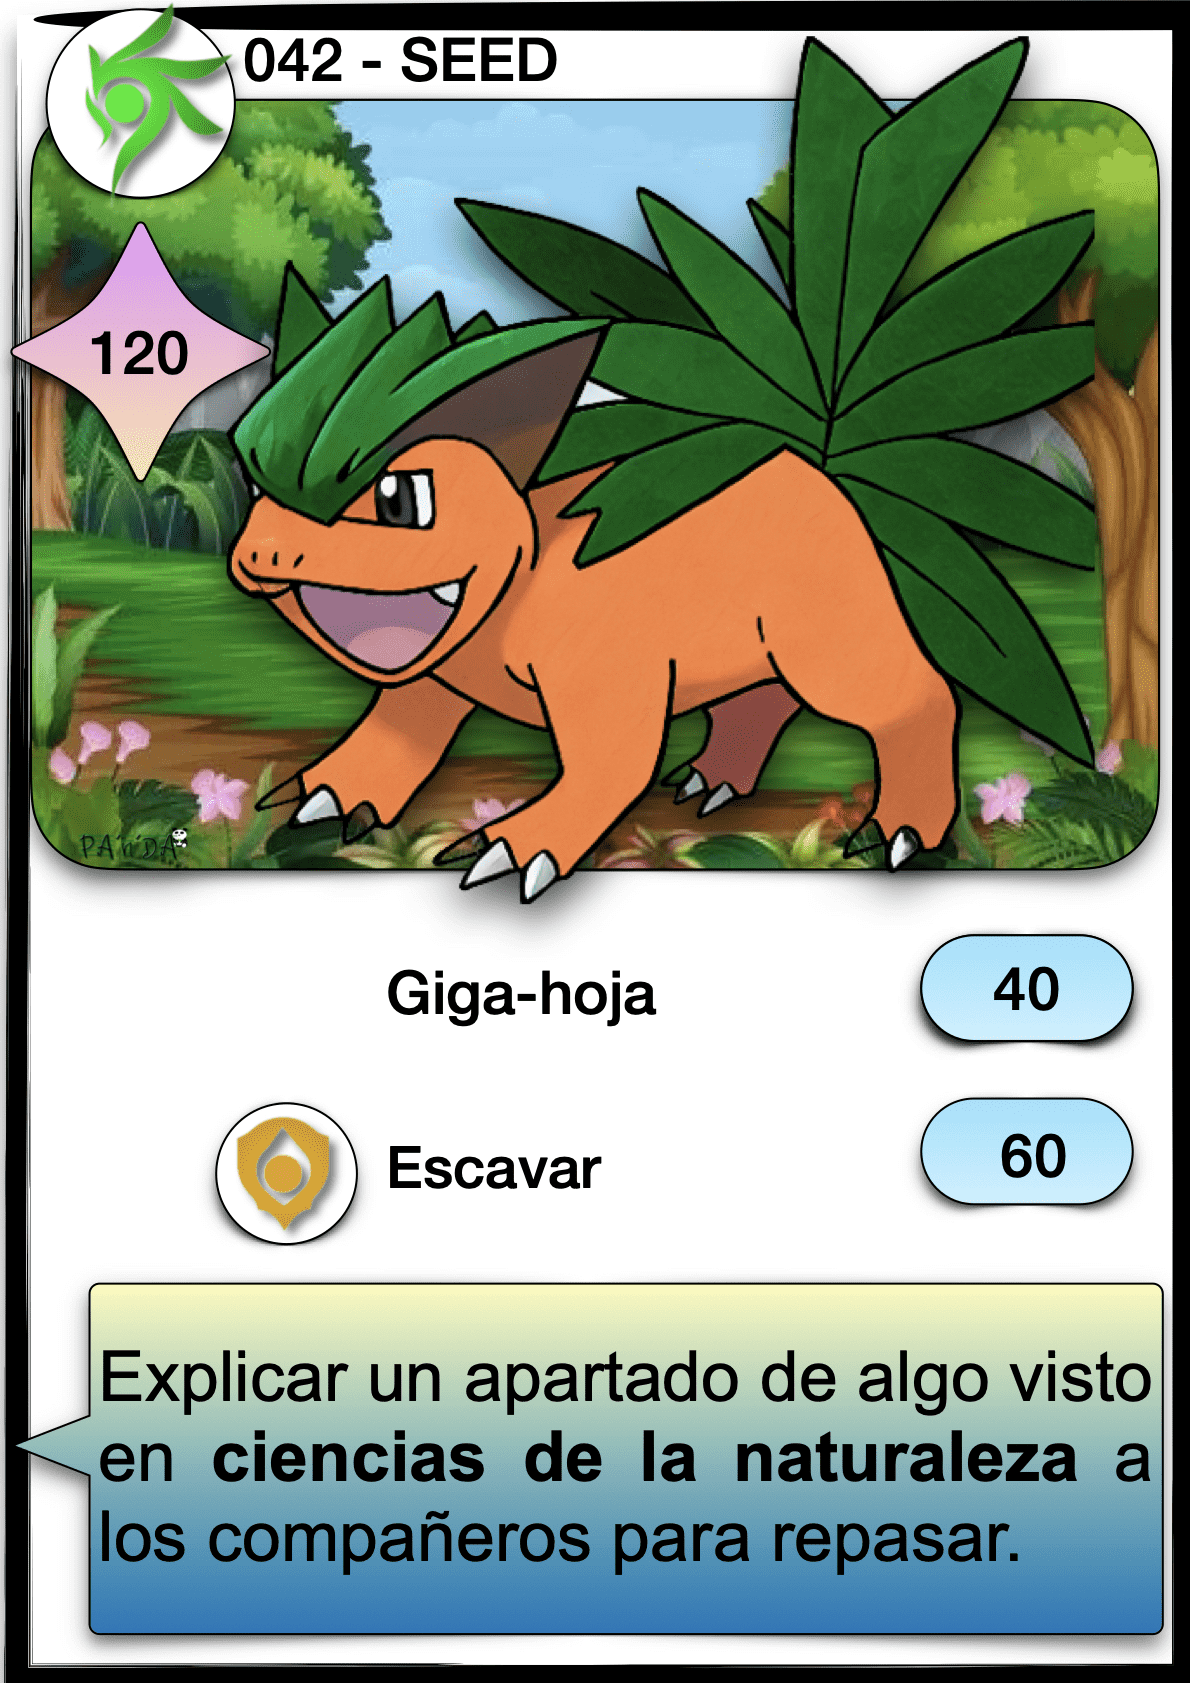 042 - SEED
120
PANDA
Giga-hoja
40
Escavar
60
Explicar un apartado de algo visto
en ciencias de la naturaleza a
los compañeros para repasar.